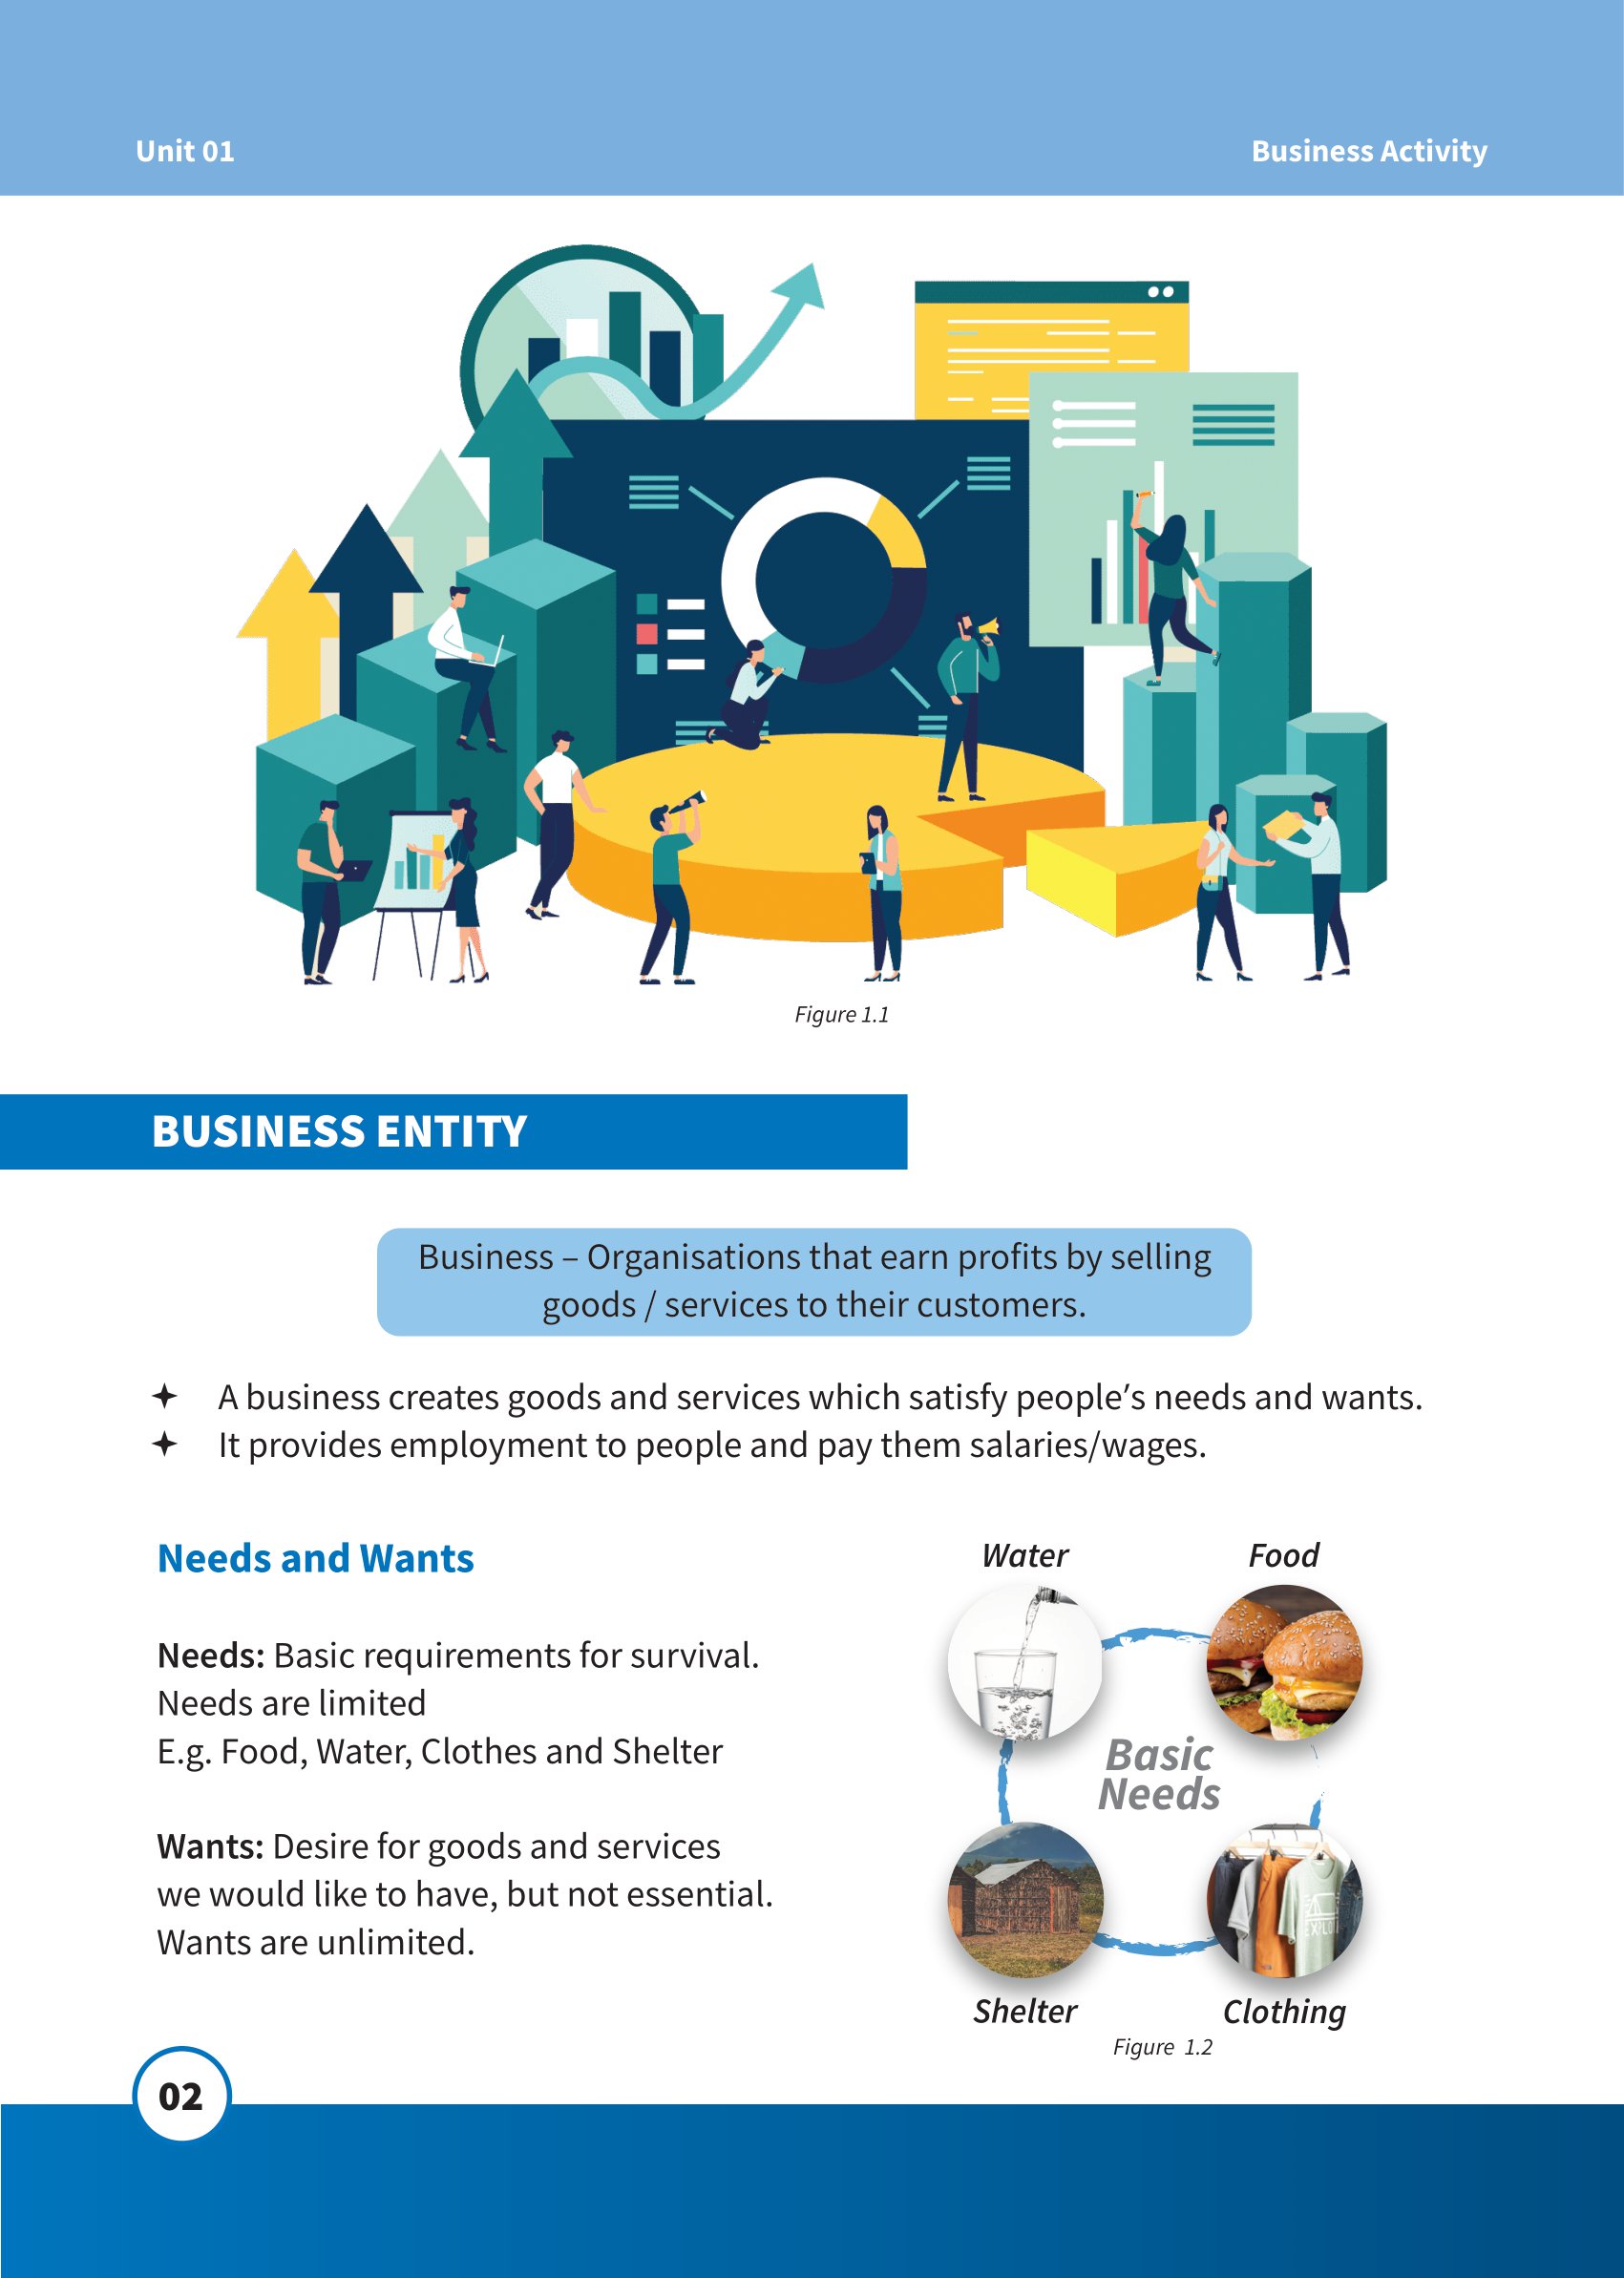 Unit 01
Business Activity
Figure 1.1
BUSINESS ENTITY
Business – Organisations that earn profits by selling
goods / services to their customers.
✦ A business creates goods and services which satisfy people’s needs and wants.
✦ It provides employment to people and pay them salaries/wages.
Needs and Wants
Needs: Basic requirements for survival.
Needs are limited
E.g. Food, Water, Clothes and Shelter
Wants: Desire for goods and services
we would like to have, but not essential.
Wants are unlimited.
Water
Food
Basic
Needs
Shelter
Clothing
Figure 1.2
02